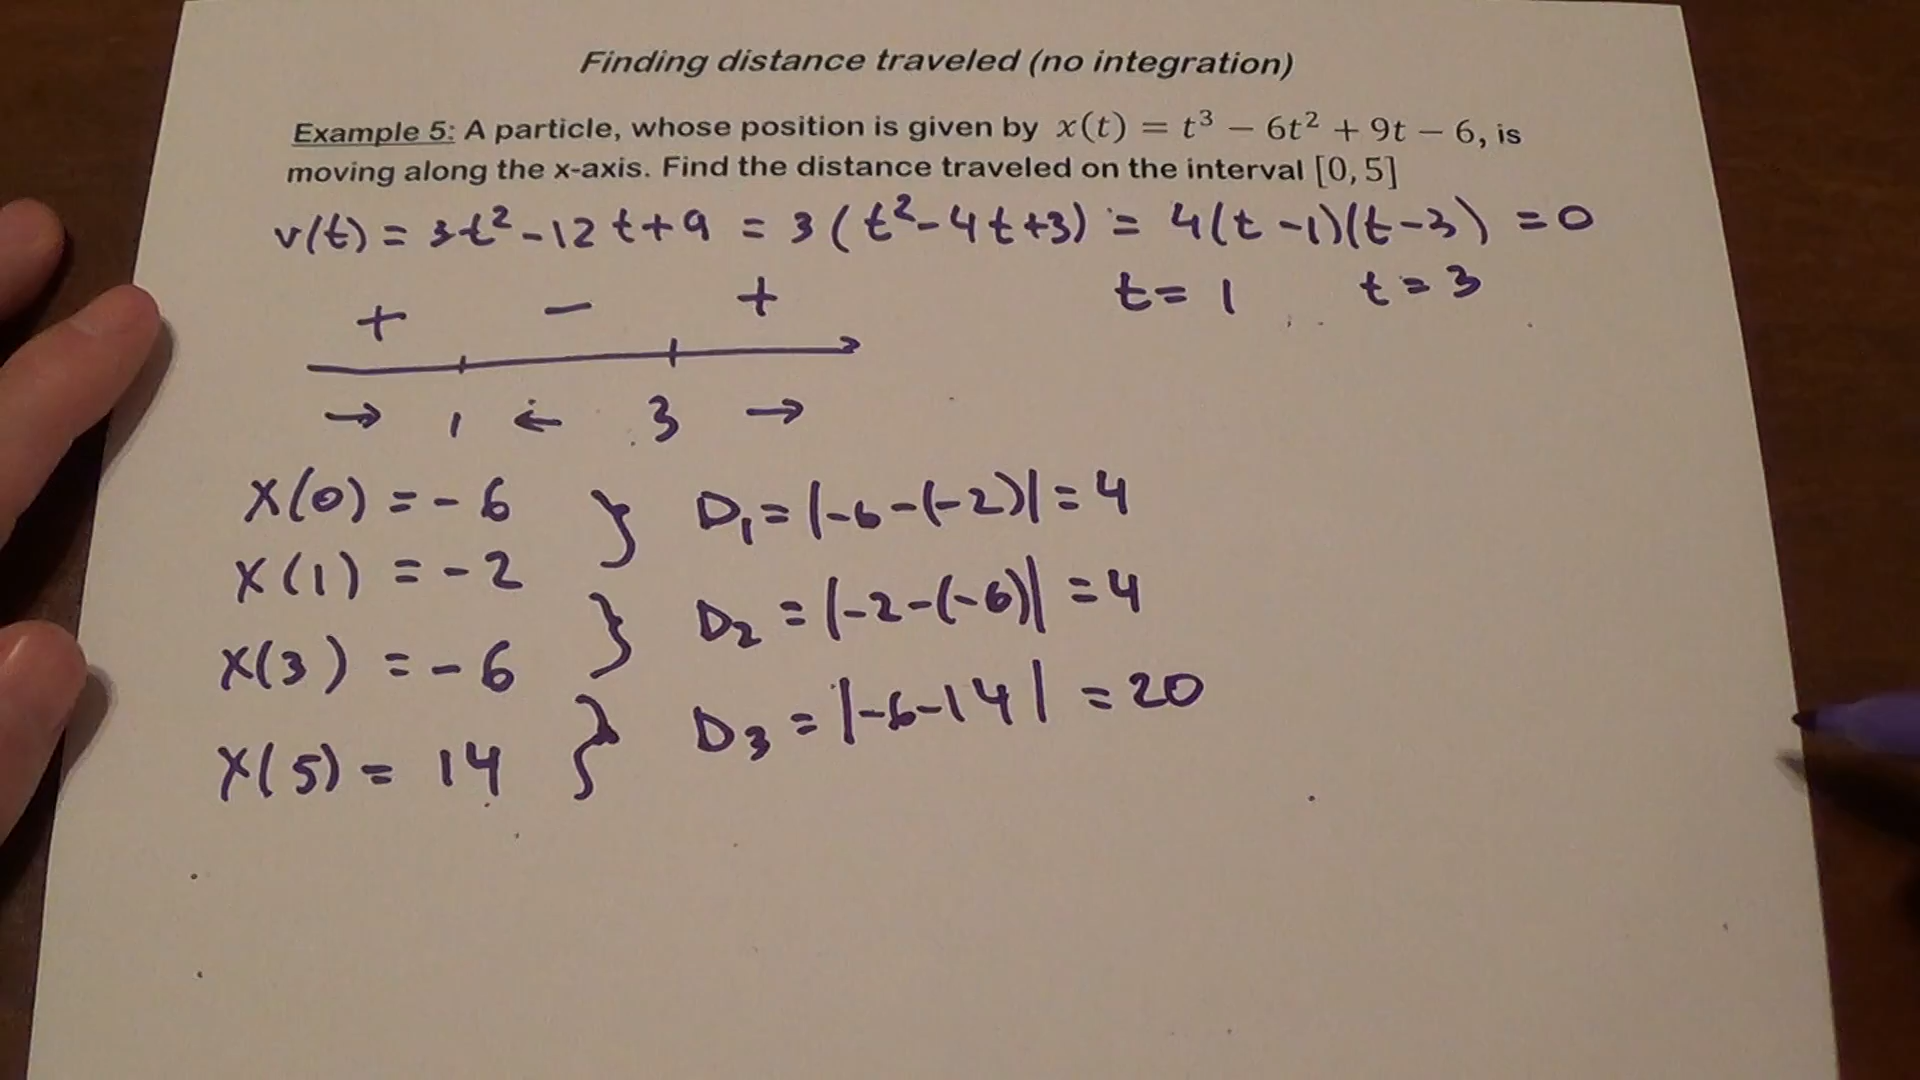 Finding distance traveled (no integration)
Example 5: A particle, whose position is given by x(t) = t³ − 6t² + 9t − 6, is
moving along the x-axis. Find the distance traveled on the interval [0, 5]
v(t) = 3t² - 12t + 9 = 3(t² - 4t + 3) = 4(t - 1)(t - 3) = 0
t = 1 t = 3
+ − +
→ 1 ← 3 →
x(0) = - 6 } D₁ = |-6-(-2)| = 4
x(1) = - 2
} D₂ = |-2-(-6)| = 4
x(3) = - 6
} D₃ = |-6-14| = 20
x(5) = 14